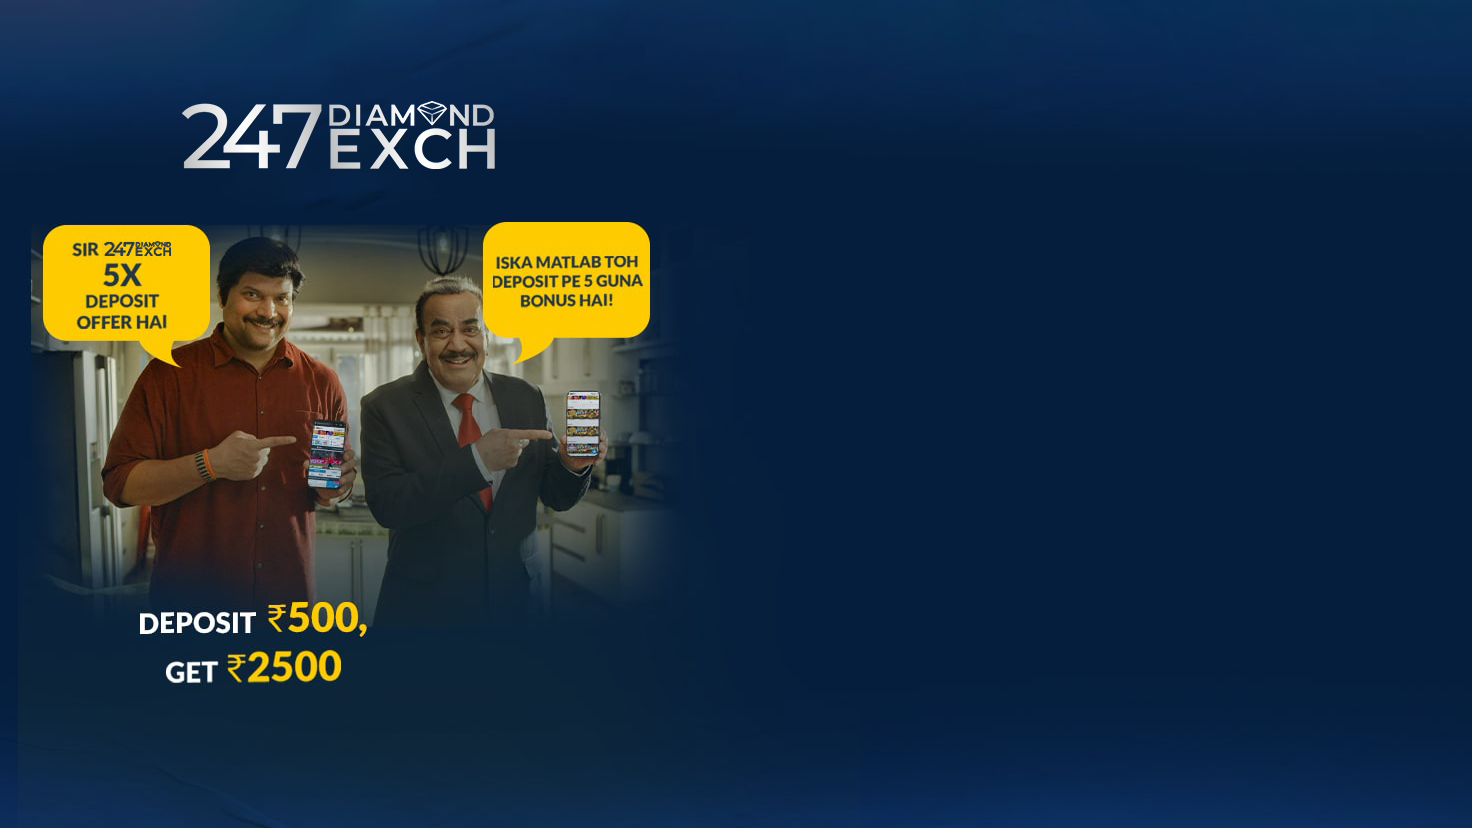 247 DIAMOND
EXCH
SIR 247 DIAMOND EXCH
5X
DEPOSIT
OFFER HAI
ISKA MATLAB TOH
DEPOSIT PE 5 GUNA
BONUS HAI!
DEPOSIT ₹500,
GET ₹2500